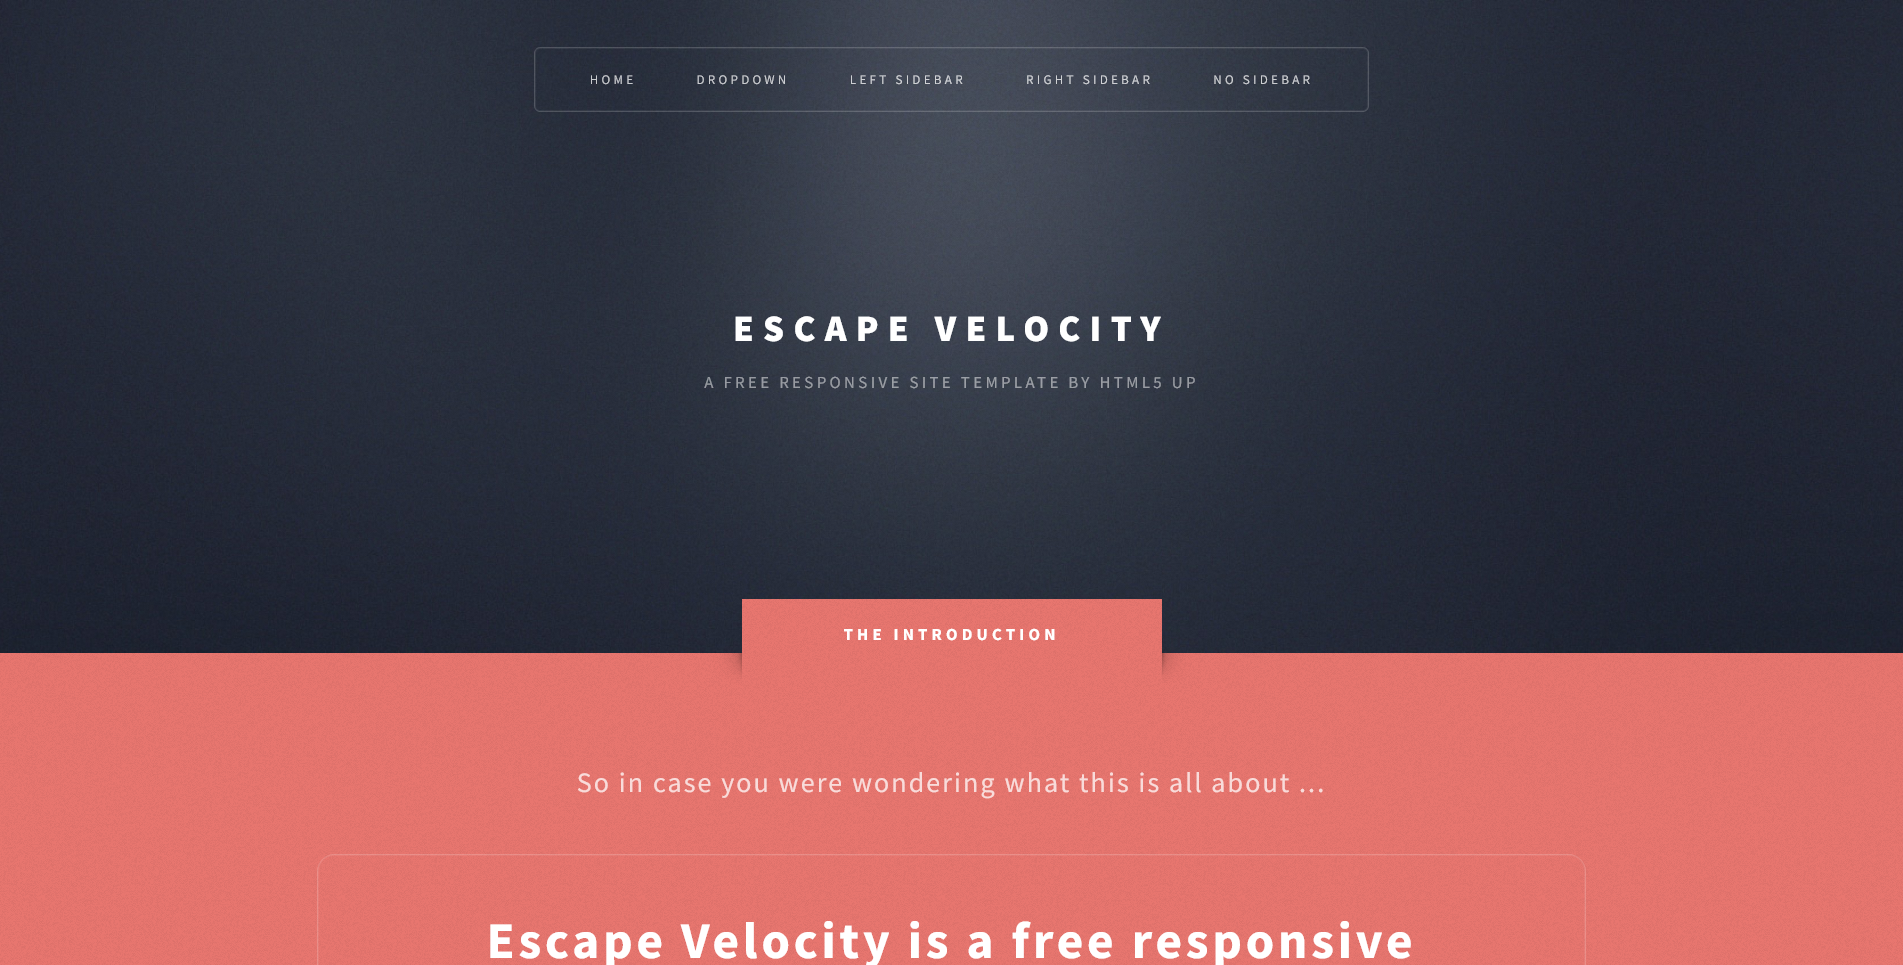 HOME DROPDOWN LEFT SIDEBAR RIGHT SIDEBAR NO SIDEBAR
ESCAPE VELOCITY
A FREE RESPONSIVE SITE TEMPLATE BY HTML5 UP
THE INTRODUCTION
So in case you were wondering what this is all about ...
Escape Velocity is a free responsive